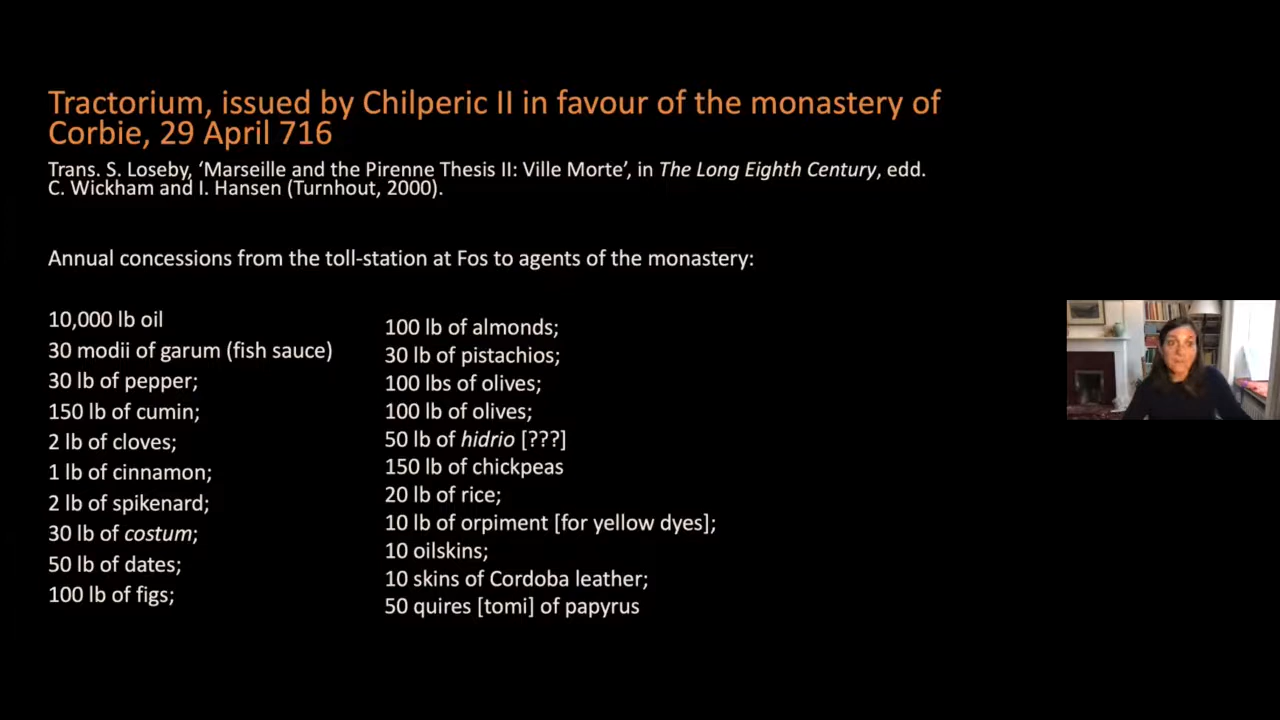 Tractorium, issued by Chilperic II in favour of the monastery of
Corbie, 29 April 716
Trans. S. Loseby, ‘Marseille and the Pirenne Thesis II: Ville Morte’, in The Long Eighth Century, edd.
C. Wickham and I. Hansen (Turnhout, 2000).
Annual concessions from the toll-station at Fos to agents of the monastery:
10,000 lb oil
30 modii of garum (fish sauce)
30 lb of pepper;
150 lb of cumin;
2 lb of cloves;
1 lb of cinnamon;
2 lb of spikenard;
30 lb of costum;
50 lb of dates;
100 lb of figs;
100 lb of almonds;
30 lb of pistachios;
100 lbs of olives;
100 lb of olives;
50 lb of hidrio [???]
150 lb of chickpeas
20 lb of rice;
10 lb of orpiment [for yellow dyes];
10 oilskins;
10 skins of Cordoba leather;
50 quires [tomi] of papyrus